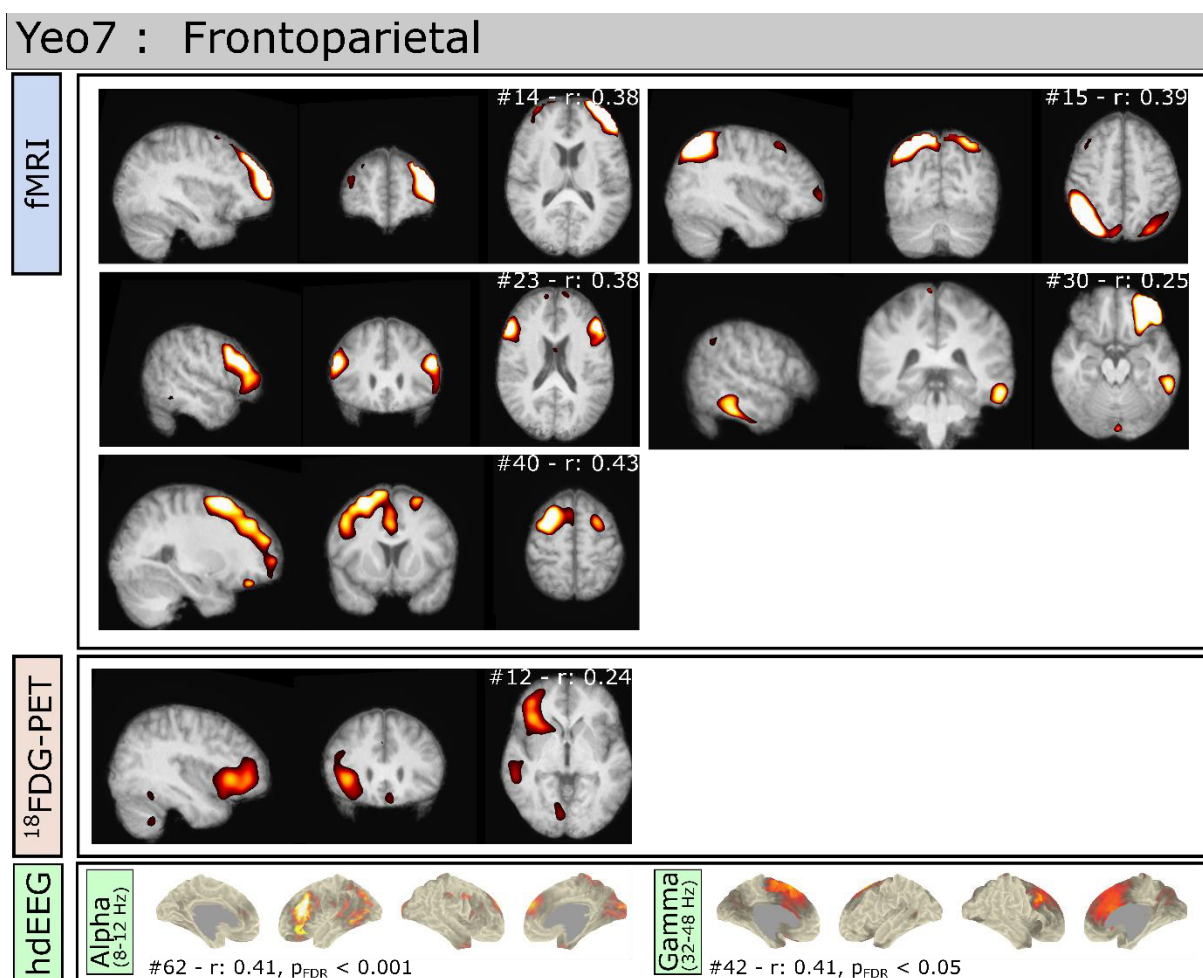 Yeo7 : Frontoparietal
fMRI
#14 - r: 0.38
#15 - r: 0.39
#23 - r: 0.38
#30 - r: 0.25
#40 - r: 0.43
18FDG-PET
#12 - r: 0.24
hdEEG
Alpha
(8-12 Hz)
#62 - r: 0.41, pFDR < 0.001
Gamma
(32-48 Hz)
#42 - r: 0.41, pFDR < 0.05